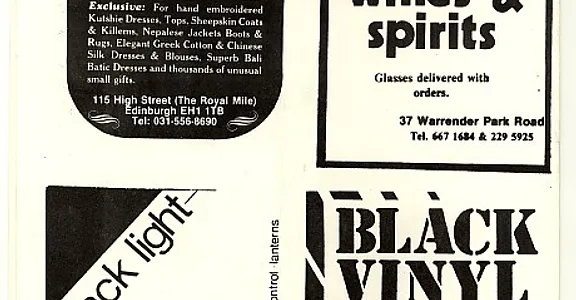 Exclusive: For hand embroidered
Kutshie Dresses, Tops, Sheepskin Coats
& Killems, Nepalese Jackets Boots &
Rugs, Elegant Greek Cotton & Chinese
Silk Dresses & Blouses, Superb Bali
Batic Dresses and thousands of unusual
small gifts.
115 High Street (The Royal Mile)
Edinburgh EH1 1TB
Tel: 031-556-8690
wines &
spirits
Glasses delivered with
orders.
37 Warrender Park Road
Tel. 667 1684 & 229 5925
ck light
ontrol·lanterns
BLACK
VINYL